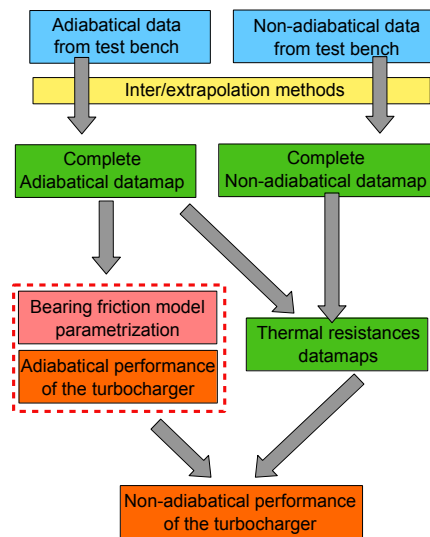 Adiabatical data
from test bench
Non-adiabatical data
from test bench
Inter/extrapolation methods
Complete
Adiabatical datamap
Complete
Non-adiabatical datamap
Bearing friction model
parametrization
Adiabatical performance
of the turbocharger
Thermal resistances
datamaps
Non-adiabatical performance
of the turbocharger